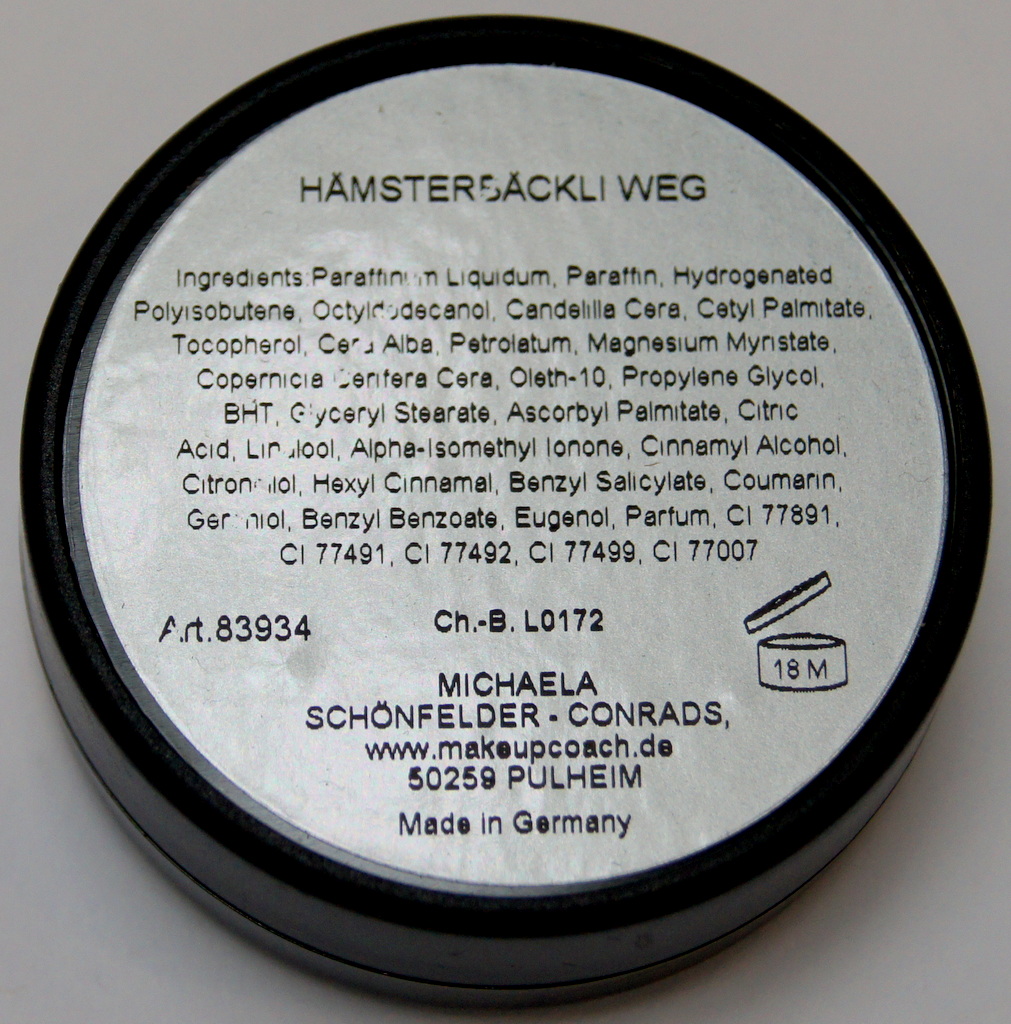 HÄMSTERBÄCKLI WEG
Ingredients:Paraffinum Liquidum, Paraffin, Hydrogenated
Polyisobutene, Octyldodecanol, Candelilla Cera, Cetyl Palmitate,
Tocopherol, Cera Alba, Petrolatum, Magnesium Myristate,
Copernicia Cerifera Cera, Oleth-10, Propylene Glycol,
BHT, Glyceryl Stearate, Ascorbyl Palmitate, Citric
Acid, Linalool, Alpha-Isomethyl Ionone, Cinnamyl Alcohol,
Citronellol, Hexyl Cinnamal, Benzyl Salicylate, Coumarin,
Geraniol, Benzyl Benzoate, Eugenol, Parfum, CI 77891,
CI 77491, CI 77492, CI 77499, CI 77007
Art.83934
Ch.-B. L0172
18 M
MICHAELA
SCHÖNFELDER - CONRADS,
www.makeupcoach.de
50259 PULHEIM
Made in Germany